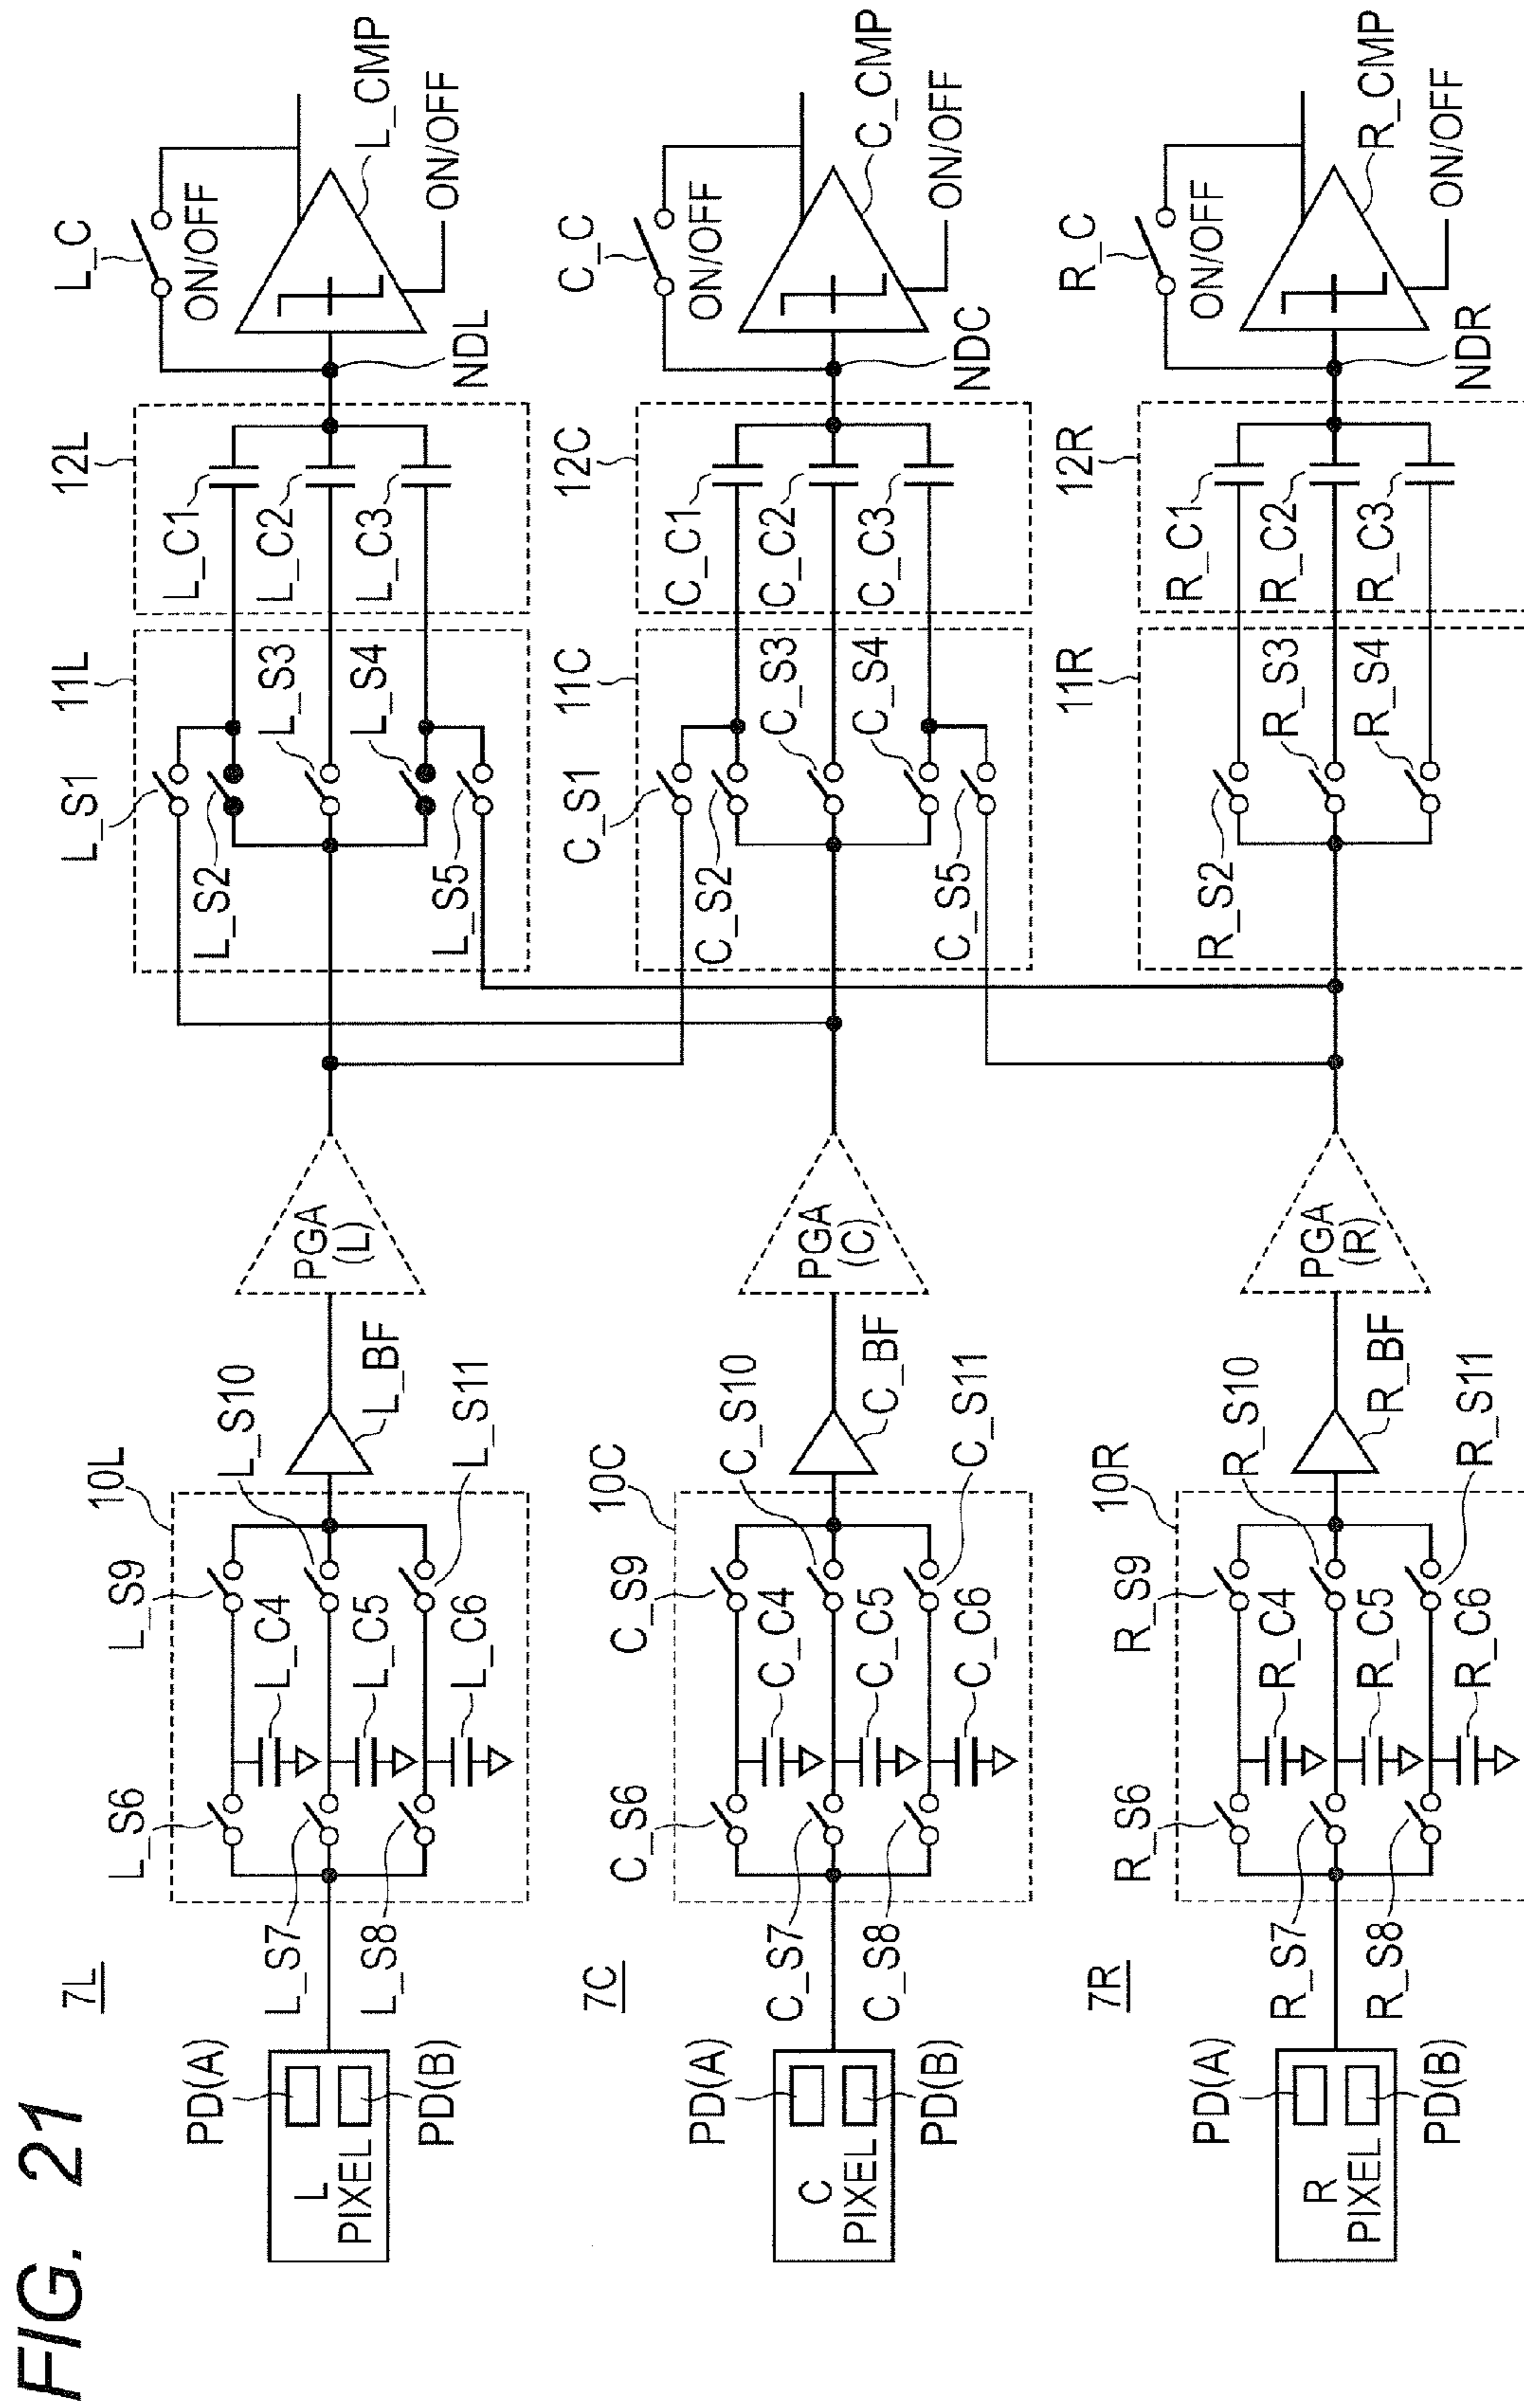 FIG. 21
7L
L_S6
L_S9
10L
L_S10
L_BF
L_S11
L_S7
L_S8
L_C4
L_C5
L_C6
PD(A)
L
PIXEL
PD(B)
PGA
(L)
L_S1
11L
12L
L_S2
L_S3
L_S4
L_S5
L_C1
L_C2
L_C3
L_C
ON/OFF
L_CMP
ON/OFF
NDL
7C
C_S6
C_S9
10C
C_S10
C_BF
C_S11
C_S7
C_S8
C_C4
C_C5
C_C6
PD(A)
C
PIXEL
PD(B)
PGA
(C)
C_S1
11C
12C
C_S2
C_S3
C_S4
C_S5
C_C1
C_C2
C_C3
C_C
ON/OFF
C_CMP
ON/OFF
NDC
7R
R_S6
R_S9
10R
R_S10
R_BF
R_S11
R_S7
R_S8
R_C4
R_C5
R_C6
PD(A)
R
PIXEL
PD(B)
PGA
(R)
11R
12R
R_S2
R_S3
R_S4
R_C1
R_C2
R_C3
R_C
ON/OFF
R_CMP
ON/OFF
NDR